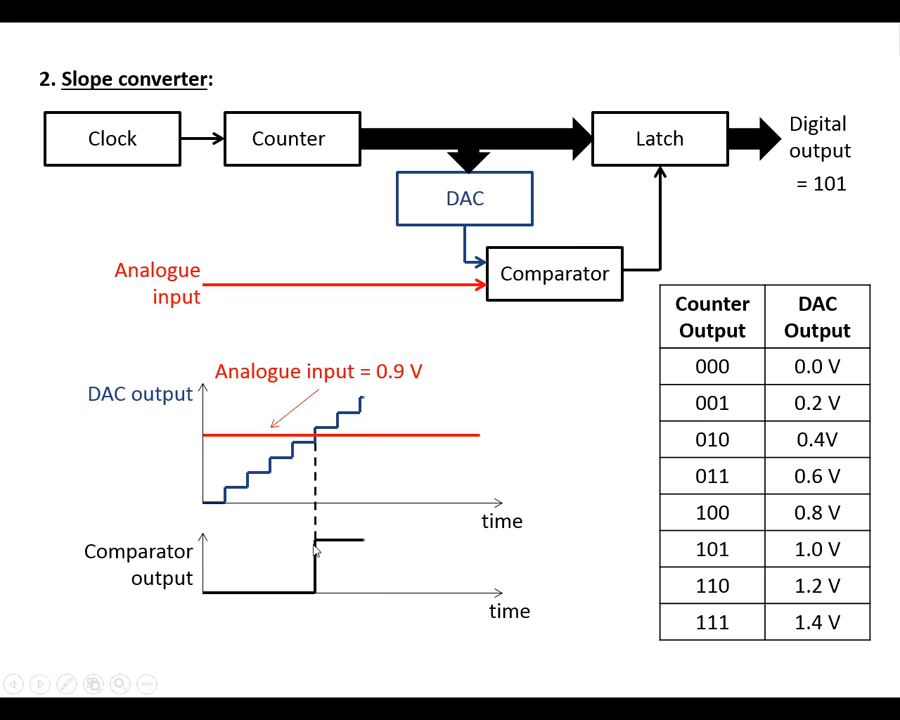 2. Slope converter:
Clock
Counter
Latch
Digital
output
= 101
DAC
Comparator
Analogue
input
Counter Output
DAC Output
000 0.0 V
001 0.2 V
010 0.4V
011 0.6 V
100 0.8 V
101 1.0 V
110 1.2 V
111 1.4 V
Analogue input = 0.9 V
DAC output
time
Comparator
output
time